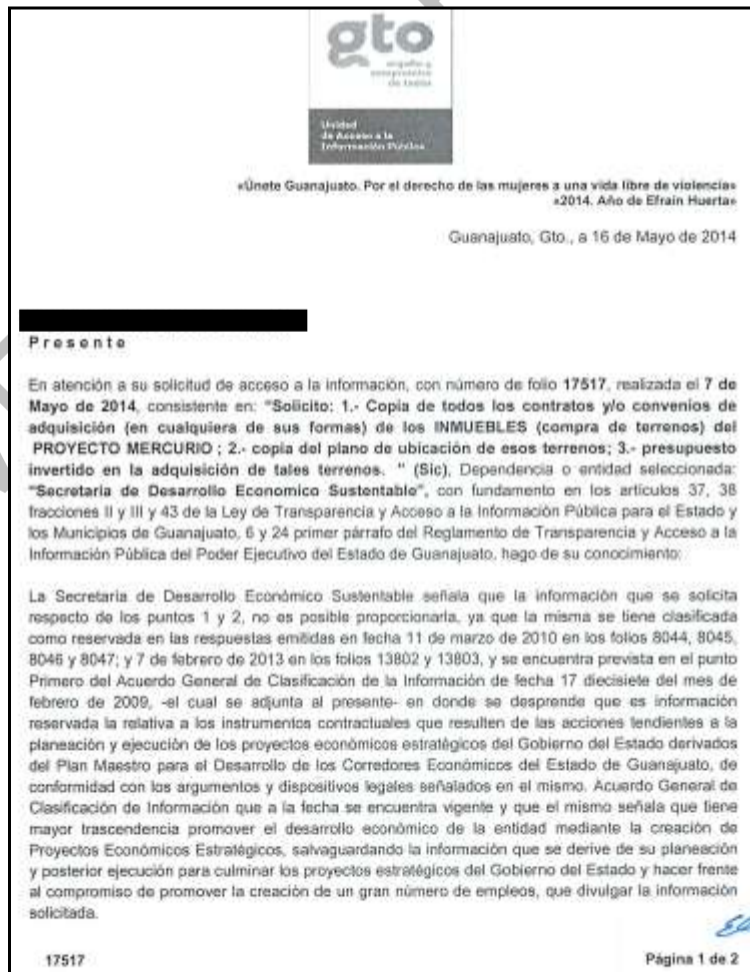 gto
orgullo y
compromiso
de todos
Unidad
de Acceso a la
Información Pública
«Únete Guanajuato. Por el derecho de las mujeres a una vida libre de violencia»
«2014. Año de Efraín Huerta»
Guanajuato, Gto., a 16 de Mayo de 2014
Presente
En atención a su solicitud de acceso a la información, con número de folio 17517, realizada el 7 de
Mayo de 2014, consistente en: "Solicito: 1.- Copia de todos los contratos y/o convenios de
adquisición (en cualquiera de sus formas) de los INMUEBLES (compra de terrenos) del
PROYECTO MERCURIO ; 2.- copia del plano de ubicación de esos terrenos; 3.- presupuesto
invertido en la adquisición de tales terrenos. " (Sic), Dependencia o entidad seleccionada:
"Secretaria de Desarrollo Economico Sustentable", con fundamento en los artículos 37, 38
fracciones II y III y 43 de la Ley de Transparencia y Acceso a la Información Pública para el Estado y
los Municipios de Guanajuato, 6 y 24 primer párrafo del Reglamento de Transparencia y Acceso a la
Información Pública del Poder Ejecutivo del Estado de Guanajuato, hago de su conocimiento:
La Secretaría de Desarrollo Económico Sustentable señala que la información que se solicita
respecto de los puntos 1 y 2, no es posible proporcionarla, ya que la misma se tiene clasificada
como reservada en las respuestas emitidas en fecha 11 de marzo de 2010 en los folios 8044, 8045,
8046 y 8047; y 7 de febrero de 2013 en los folios 13802 y 13803, y se encuentra prevista en el punto
Primero del Acuerdo General de Clasificación de la Información de fecha 17 diecisiete del mes de
febrero de 2009, -el cual se adjunta al presente- en donde se desprende que es información
reservada la relativa a los instrumentos contractuales que resulten de las acciones tendientes a la
planeación y ejecución de los proyectos económicos estratégicos del Gobierno del Estado derivados
del Plan Maestro para el Desarrollo de los Corredores Económicos del Estado de Guanajuato, de
conformidad con los argumentos y dispositivos legales señalados en el mismo. Acuerdo General de
Clasificación de Información que a la fecha se encuentra vigente y que el mismo señala que tiene
mayor trascendencia promover el desarrollo económico de la entidad mediante la creación de
Proyectos Económicos Estratégicos, salvaguardando la información que se derive de su planeación
y posterior ejecución para culminar los proyectos estratégicos del Gobierno del Estado y hacer frente
al compromiso de promover la creación de un gran número de empleos, que divulgar la información
solicitada.
17517
Página 1 de 2